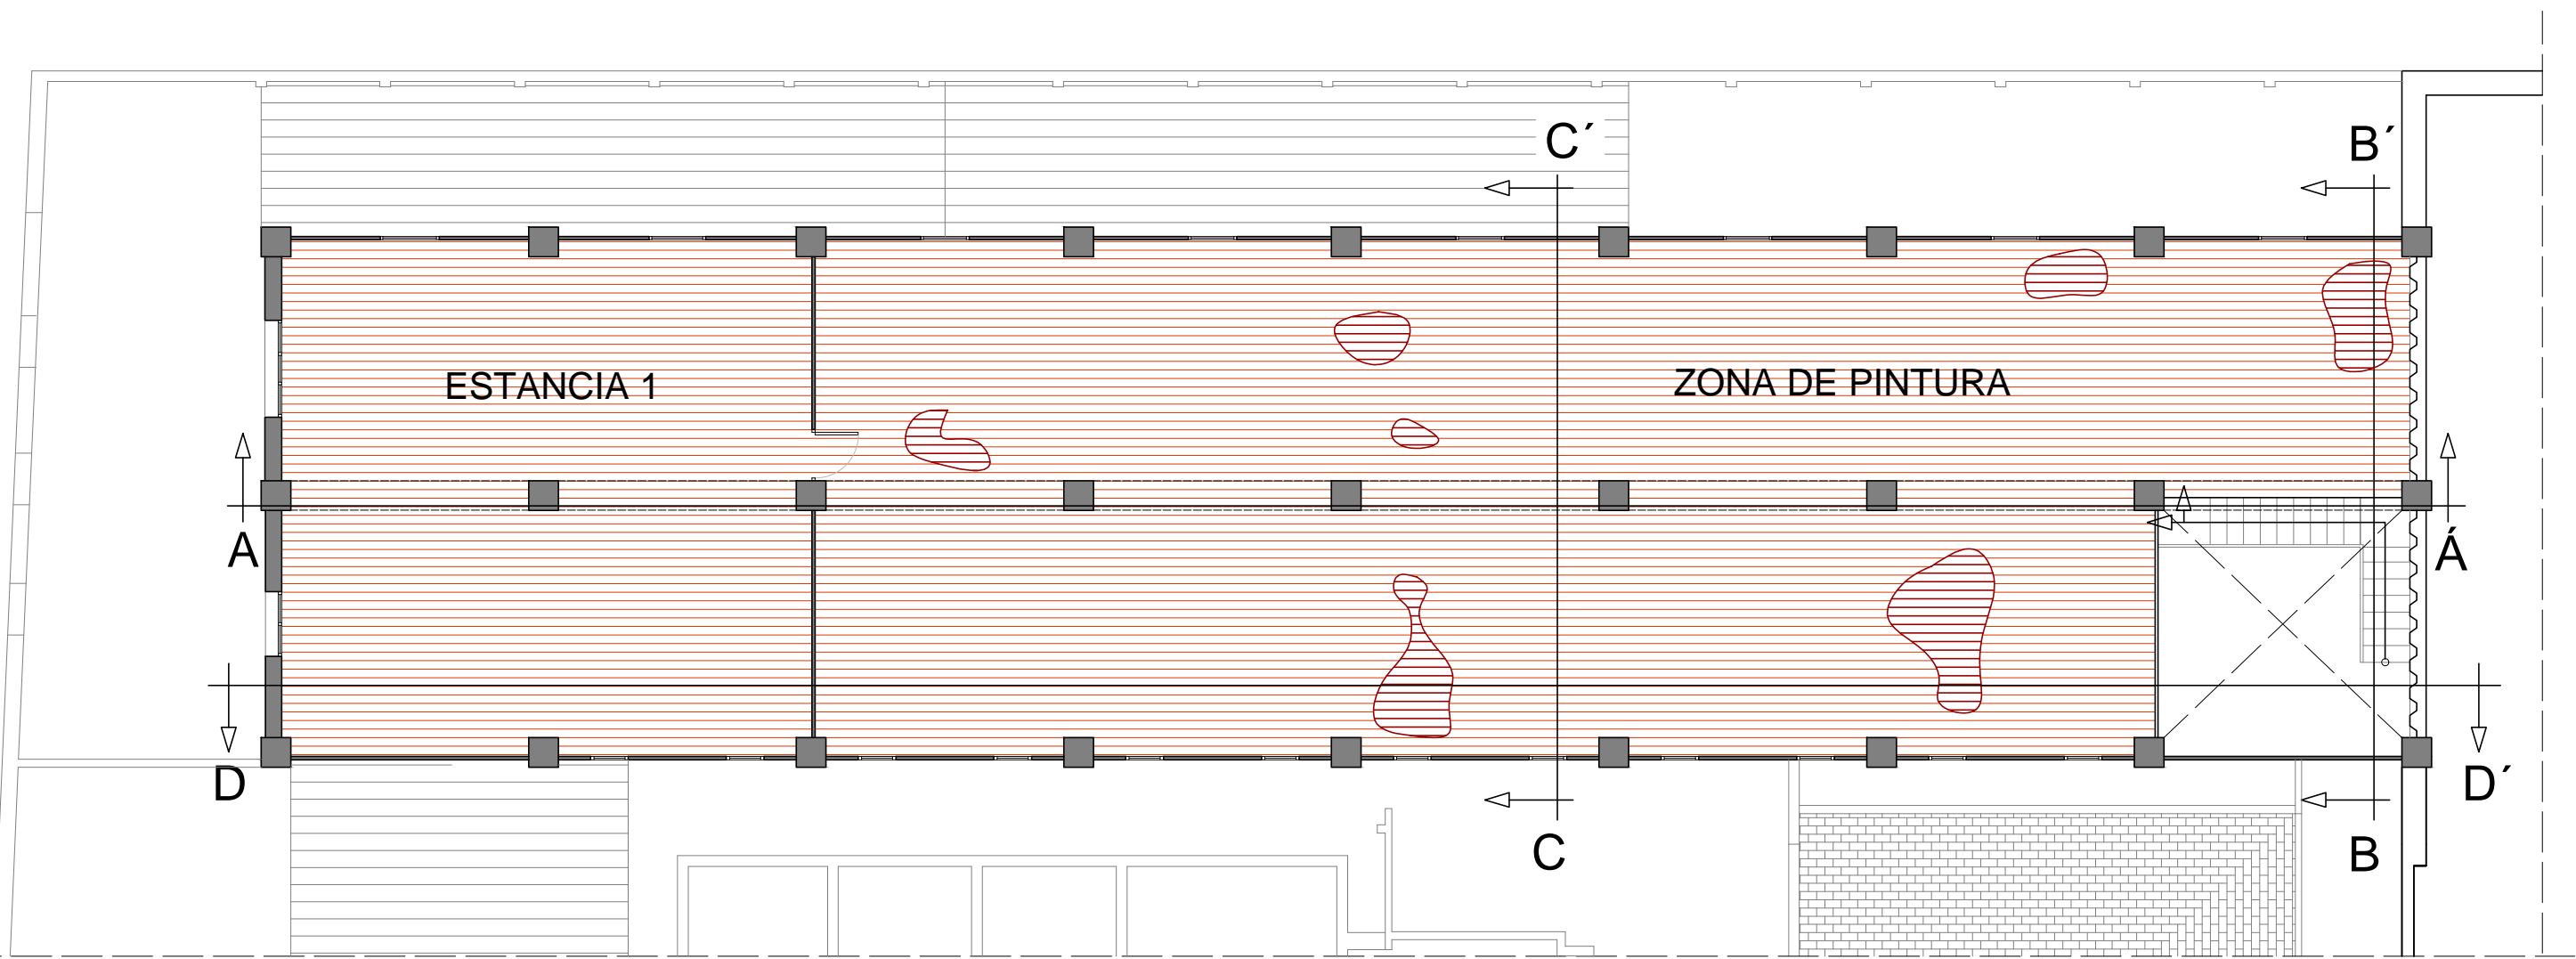 C´
B´
ESTANCIA 1
ZONA DE PINTURA
A
Á
D
D´
C
B